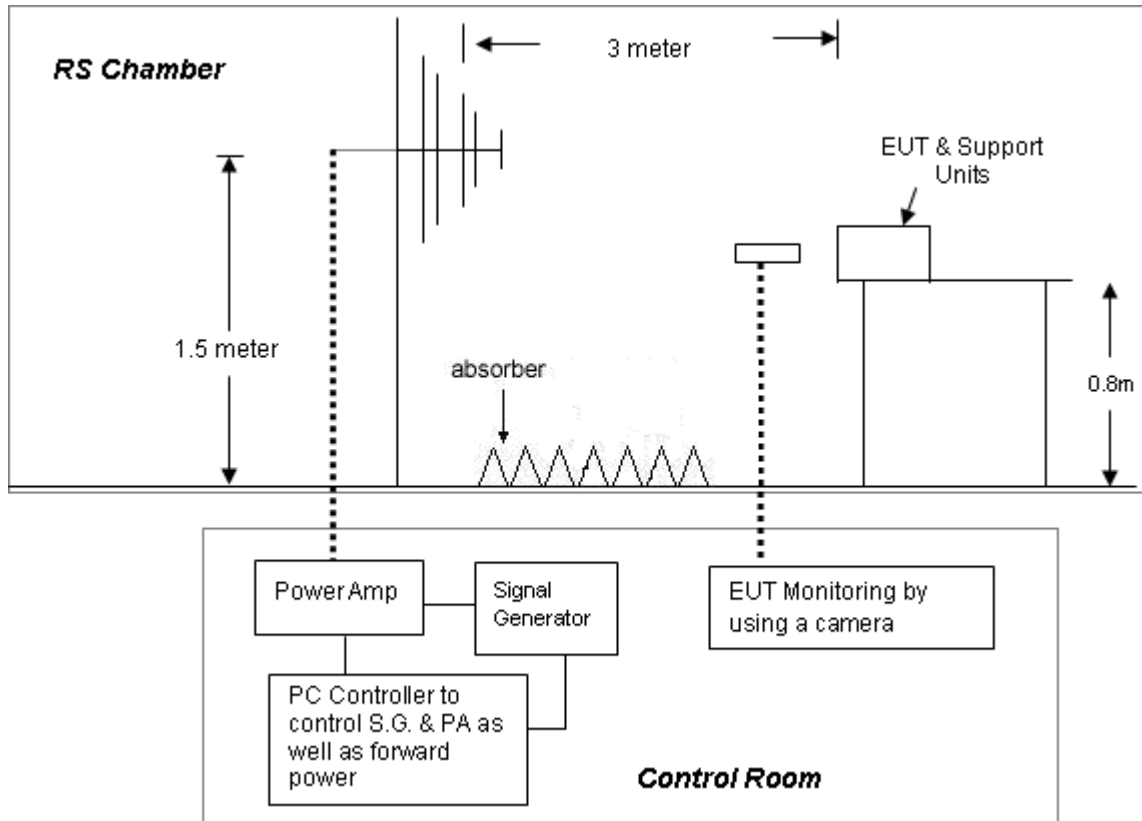 3 meter
RS Chamber
EUT & Support
Units
1.5 meter
absorber
0.8m
Power Amp
Signal
Generator
EUT Monitoring by
using a camera
PC Controller to
control S.G. & PA as
well as forward
power
Control Room